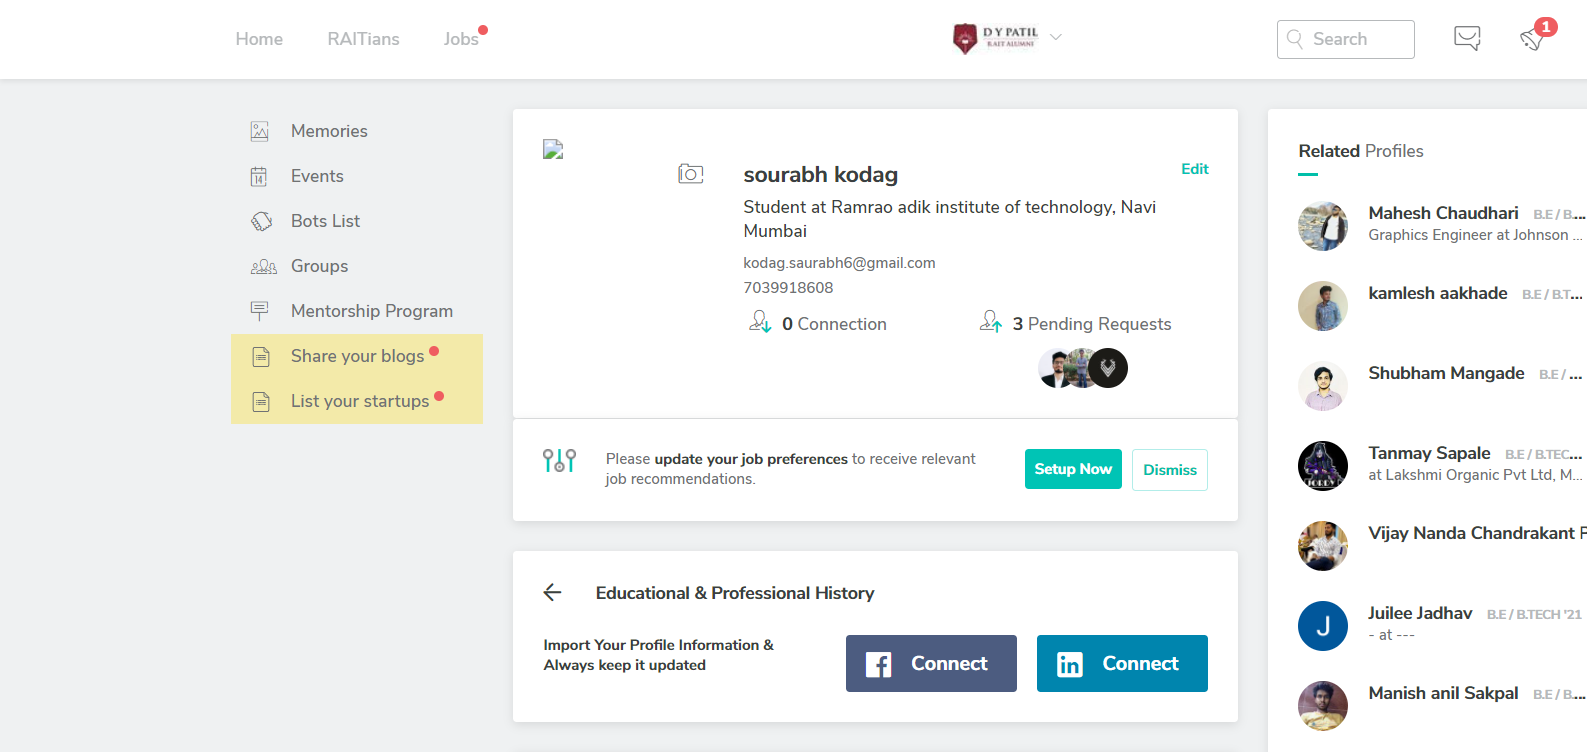 Home
RAITians
Jobs
D Y PATIL
RAIT ALUMNI
Search
1
Memories
14
Events
Bots List
Groups
Mentorship Program
Share your blogs
List your startups
sourabh kodag
Edit
Student at Ramrao adik institute of technology, Navi
Mumbai
kodag.saurabh6@gmail.com
7039918608
0 Connection
3 Pending Requests
Please update your job preferences to receive relevant
job recommendations.
Setup Now
Dismiss
Educational & Professional History
Import Your Profile Information &
Always keep it updated
Connect
in Connect
Related Profiles
Mahesh Chaudhari B.E / B....
Graphics Engineer at Johnson ...
kamlesh aakhade B.E / B.T...
Shubham Mangade B.E / ...
Tanmay Sapale B.E / B.TEC...
at Lakshmi Organic Pvt Ltd, M...
Vijay Nanda Chandrakant P
J
Juilee Jadhav B.E / B.TECH '21
- at ---
Manish anil Sakpal B.E / B....